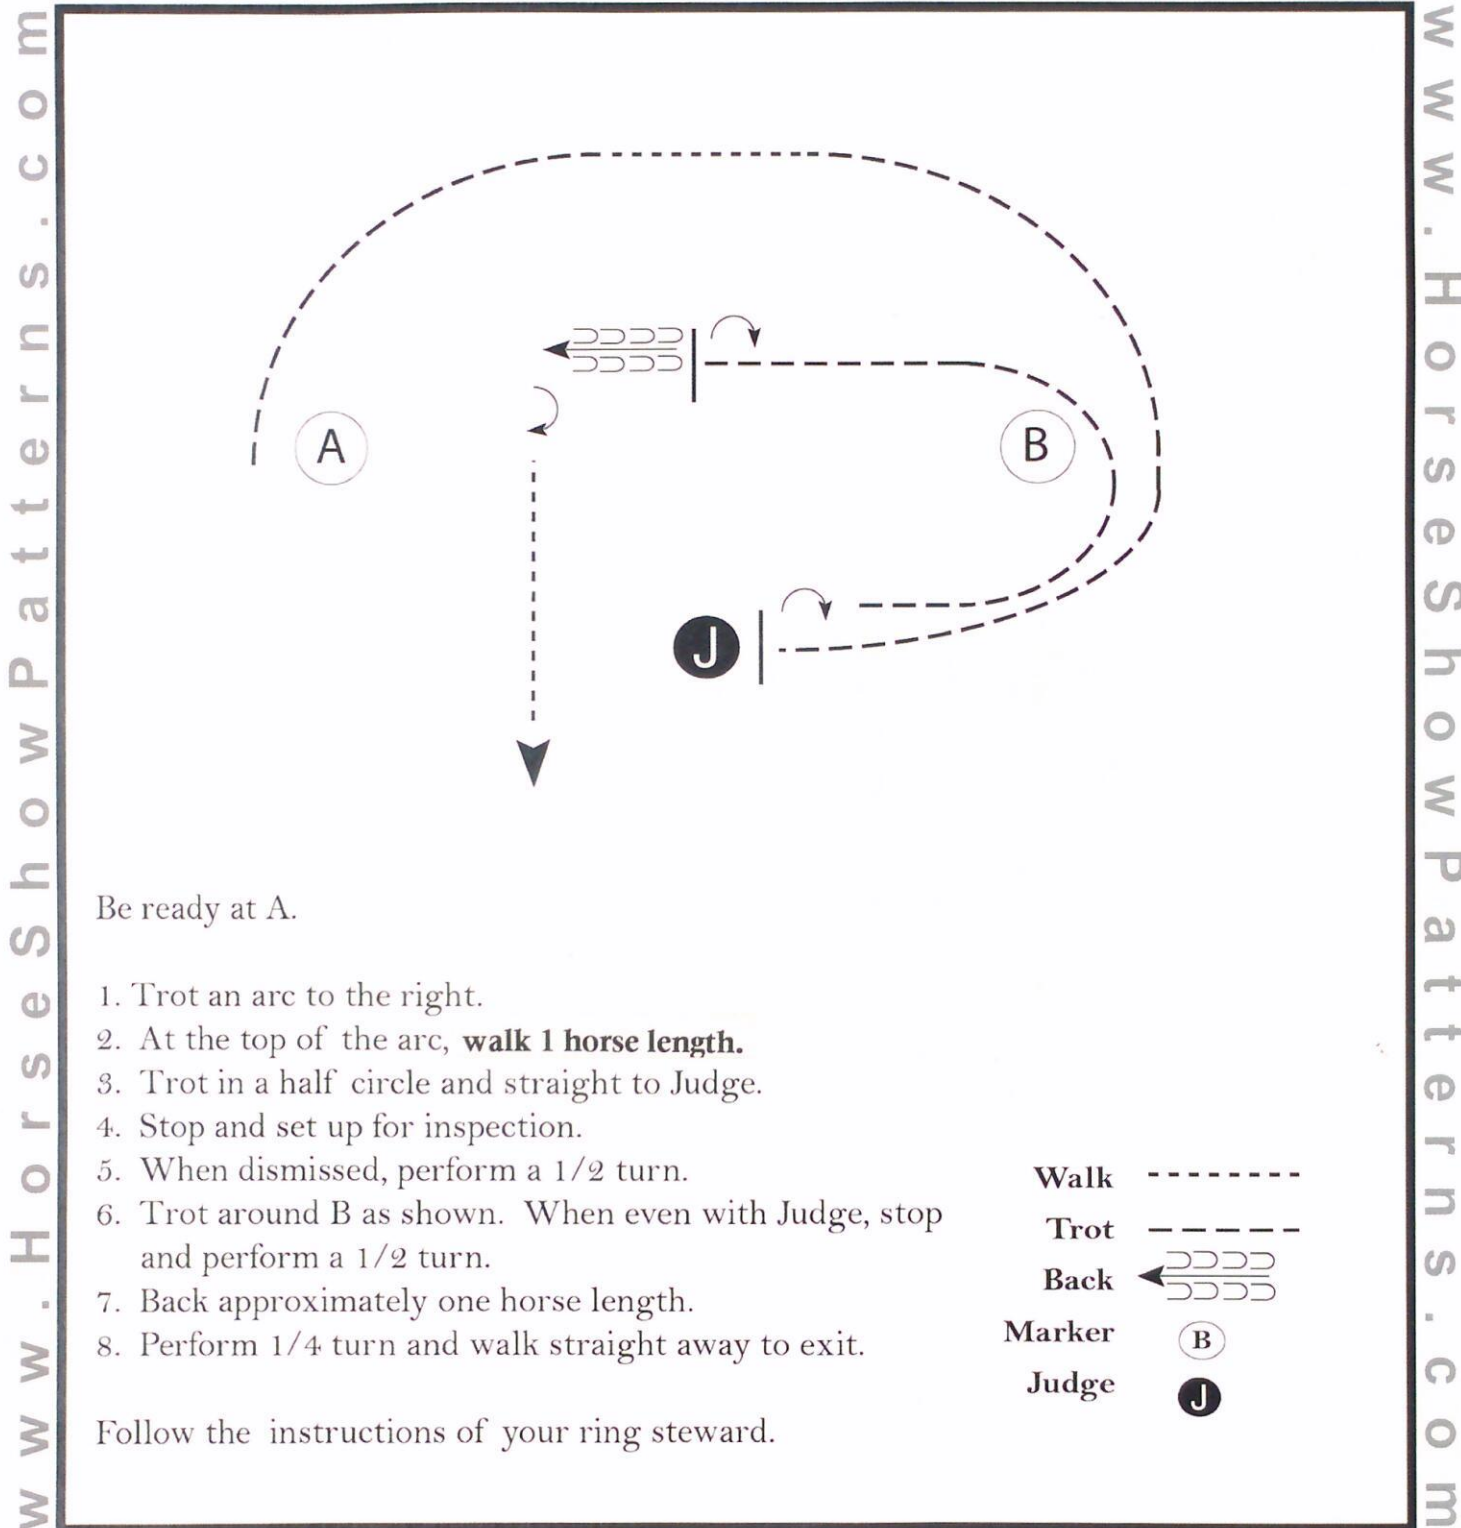 www.HorseShowPatterns.com
A
B
J
Be ready at A.
1. Trot an arc to the right.
2. At the top of the arc, walk 1 horse length.
3. Trot in a half circle and straight to Judge.
4. Stop and set up for inspection.
5. When dismissed, perform a 1/2 turn.
6. Trot around B as shown. When even with Judge, stop
and perform a 1/2 turn.
7. Back approximately one horse length.
8. Perform 1/4 turn and walk straight away to exit.
Follow the instructions of your ring steward.
Walk
Trot
Back
Marker B
Judge J
www.HorseShowPatterns.com